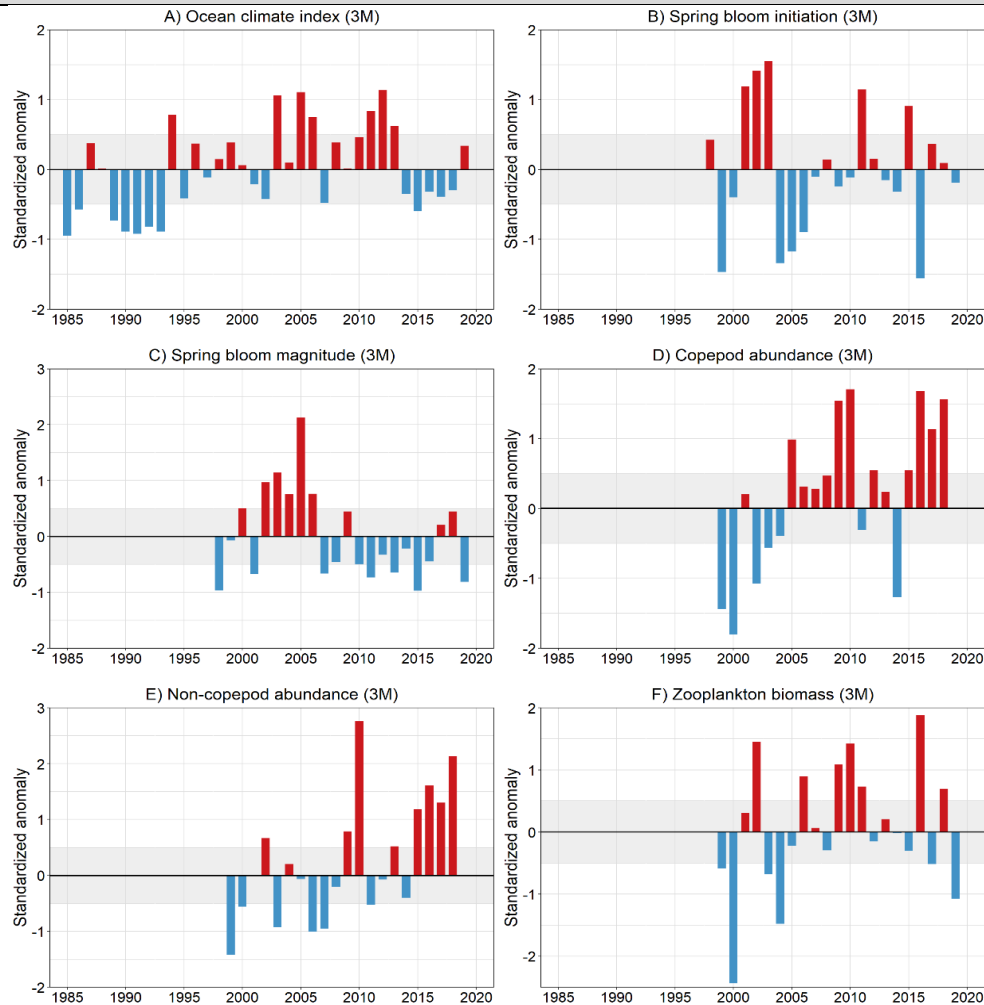 A) Ocean climate index (3M)
Standardized anomaly
2
1
0
-1
-2
1985 1990 1995 2000 2005 2010 2015 2020
B) Spring bloom initiation (3M)
Standardized anomaly
2
1
0
-1
-2
1985 1990 1995 2000 2005 2010 2015 2020
C) Spring bloom magnitude (3M)
Standardized anomaly
3
2
1
0
-1
-2
1985 1990 1995 2000 2005 2010 2015 2020
D) Copepod abundance (3M)
Standardized anomaly
2
1
0
-1
-2
1985 1990 1995 2000 2005 2010 2015 2020
E) Non-copepod abundance (3M)
Standardized anomaly
3
2
1
0
-1
-2
1985 1990 1995 2000 2005 2010 2015 2020
F) Zooplankton biomass (3M)
Standardized anomaly
2
1
0
-1
-2
1985 1990 1995 2000 2005 2010 2015 2020